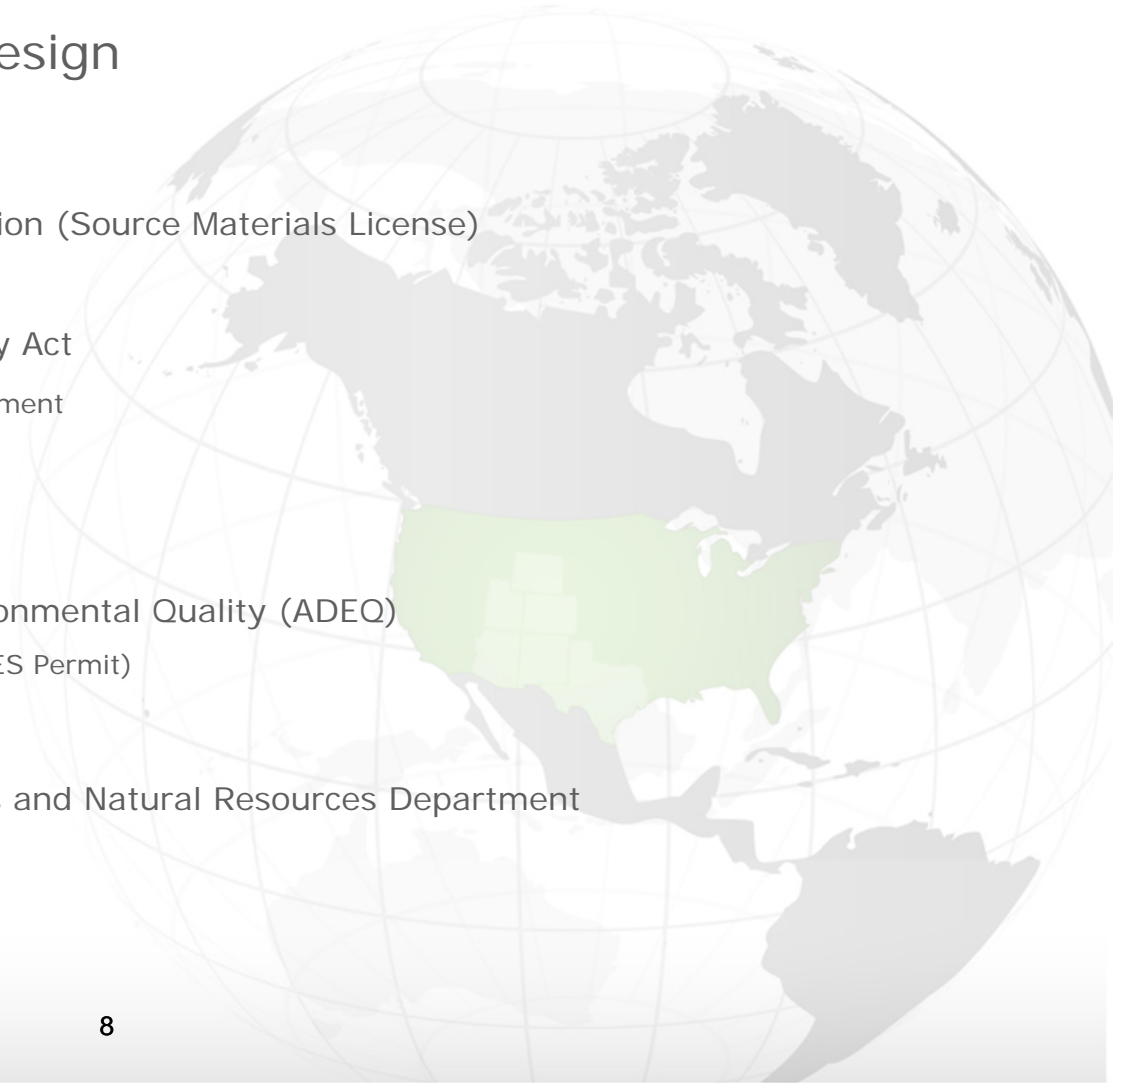 esign
ion (Source Materials License)
y Act
ment
onmental Quality (ADEQ)
ES Permit)
s and Natural Resources Department
8